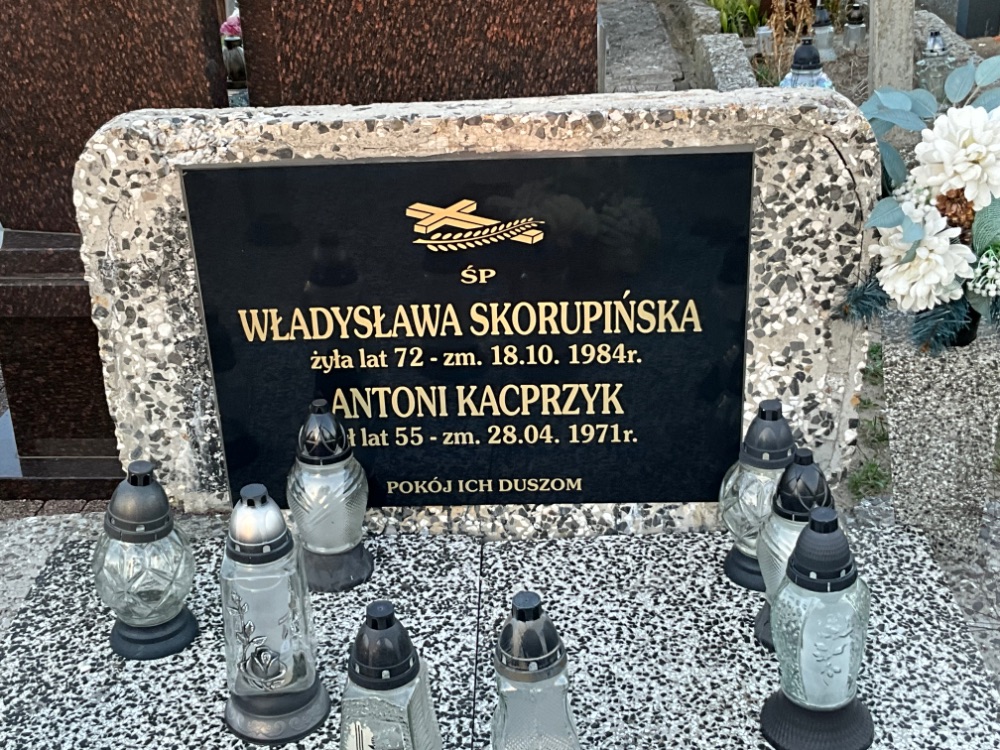 ŚP
WŁADYSŁAWA SKORUPIŃSKA
żyła lat 72 - zm. 18.10. 1984r.
ANTONI KACPRZYK
lat 55 - zm. 28.04. 1971r.
POKÓJ ICH DUSZOM